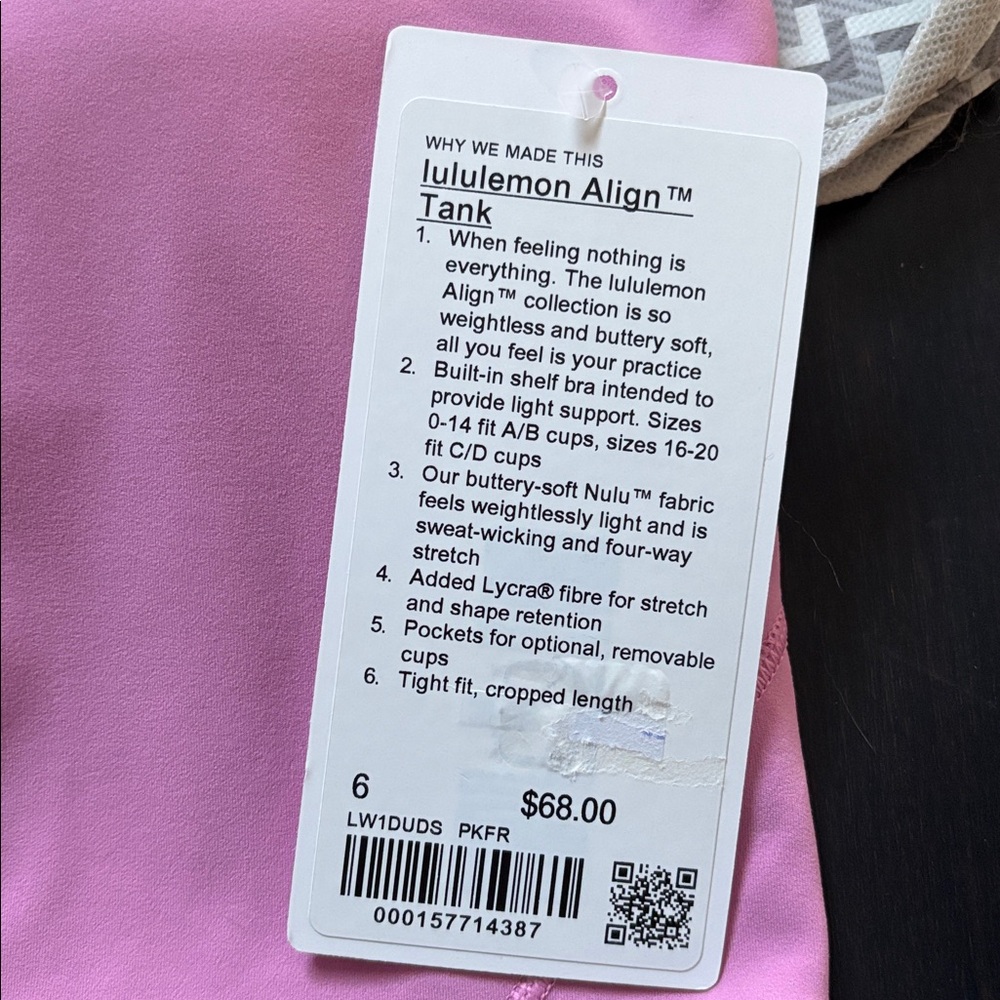 WHY WE MADE THIS
lululemon Align™
Tank
1. When feeling nothing is
everything. The lululemon
Align™ collection is so
weightless and buttery soft,
all you feel is your practice
2. Built-in shelf bra intended to
provide light support. Sizes
0-14 fit A/B cups, sizes 16-20
fit C/D cups
3. Our buttery-soft Nulu™ fabric
feels weightlessly light and is
sweat-wicking and four-way
stretch
4. Added Lycra® fibre for stretch
and shape retention
5. Pockets for optional, removable
cups
6. Tight fit, cropped length
6 $68.00
LW1DUDS PKFR
000157714387